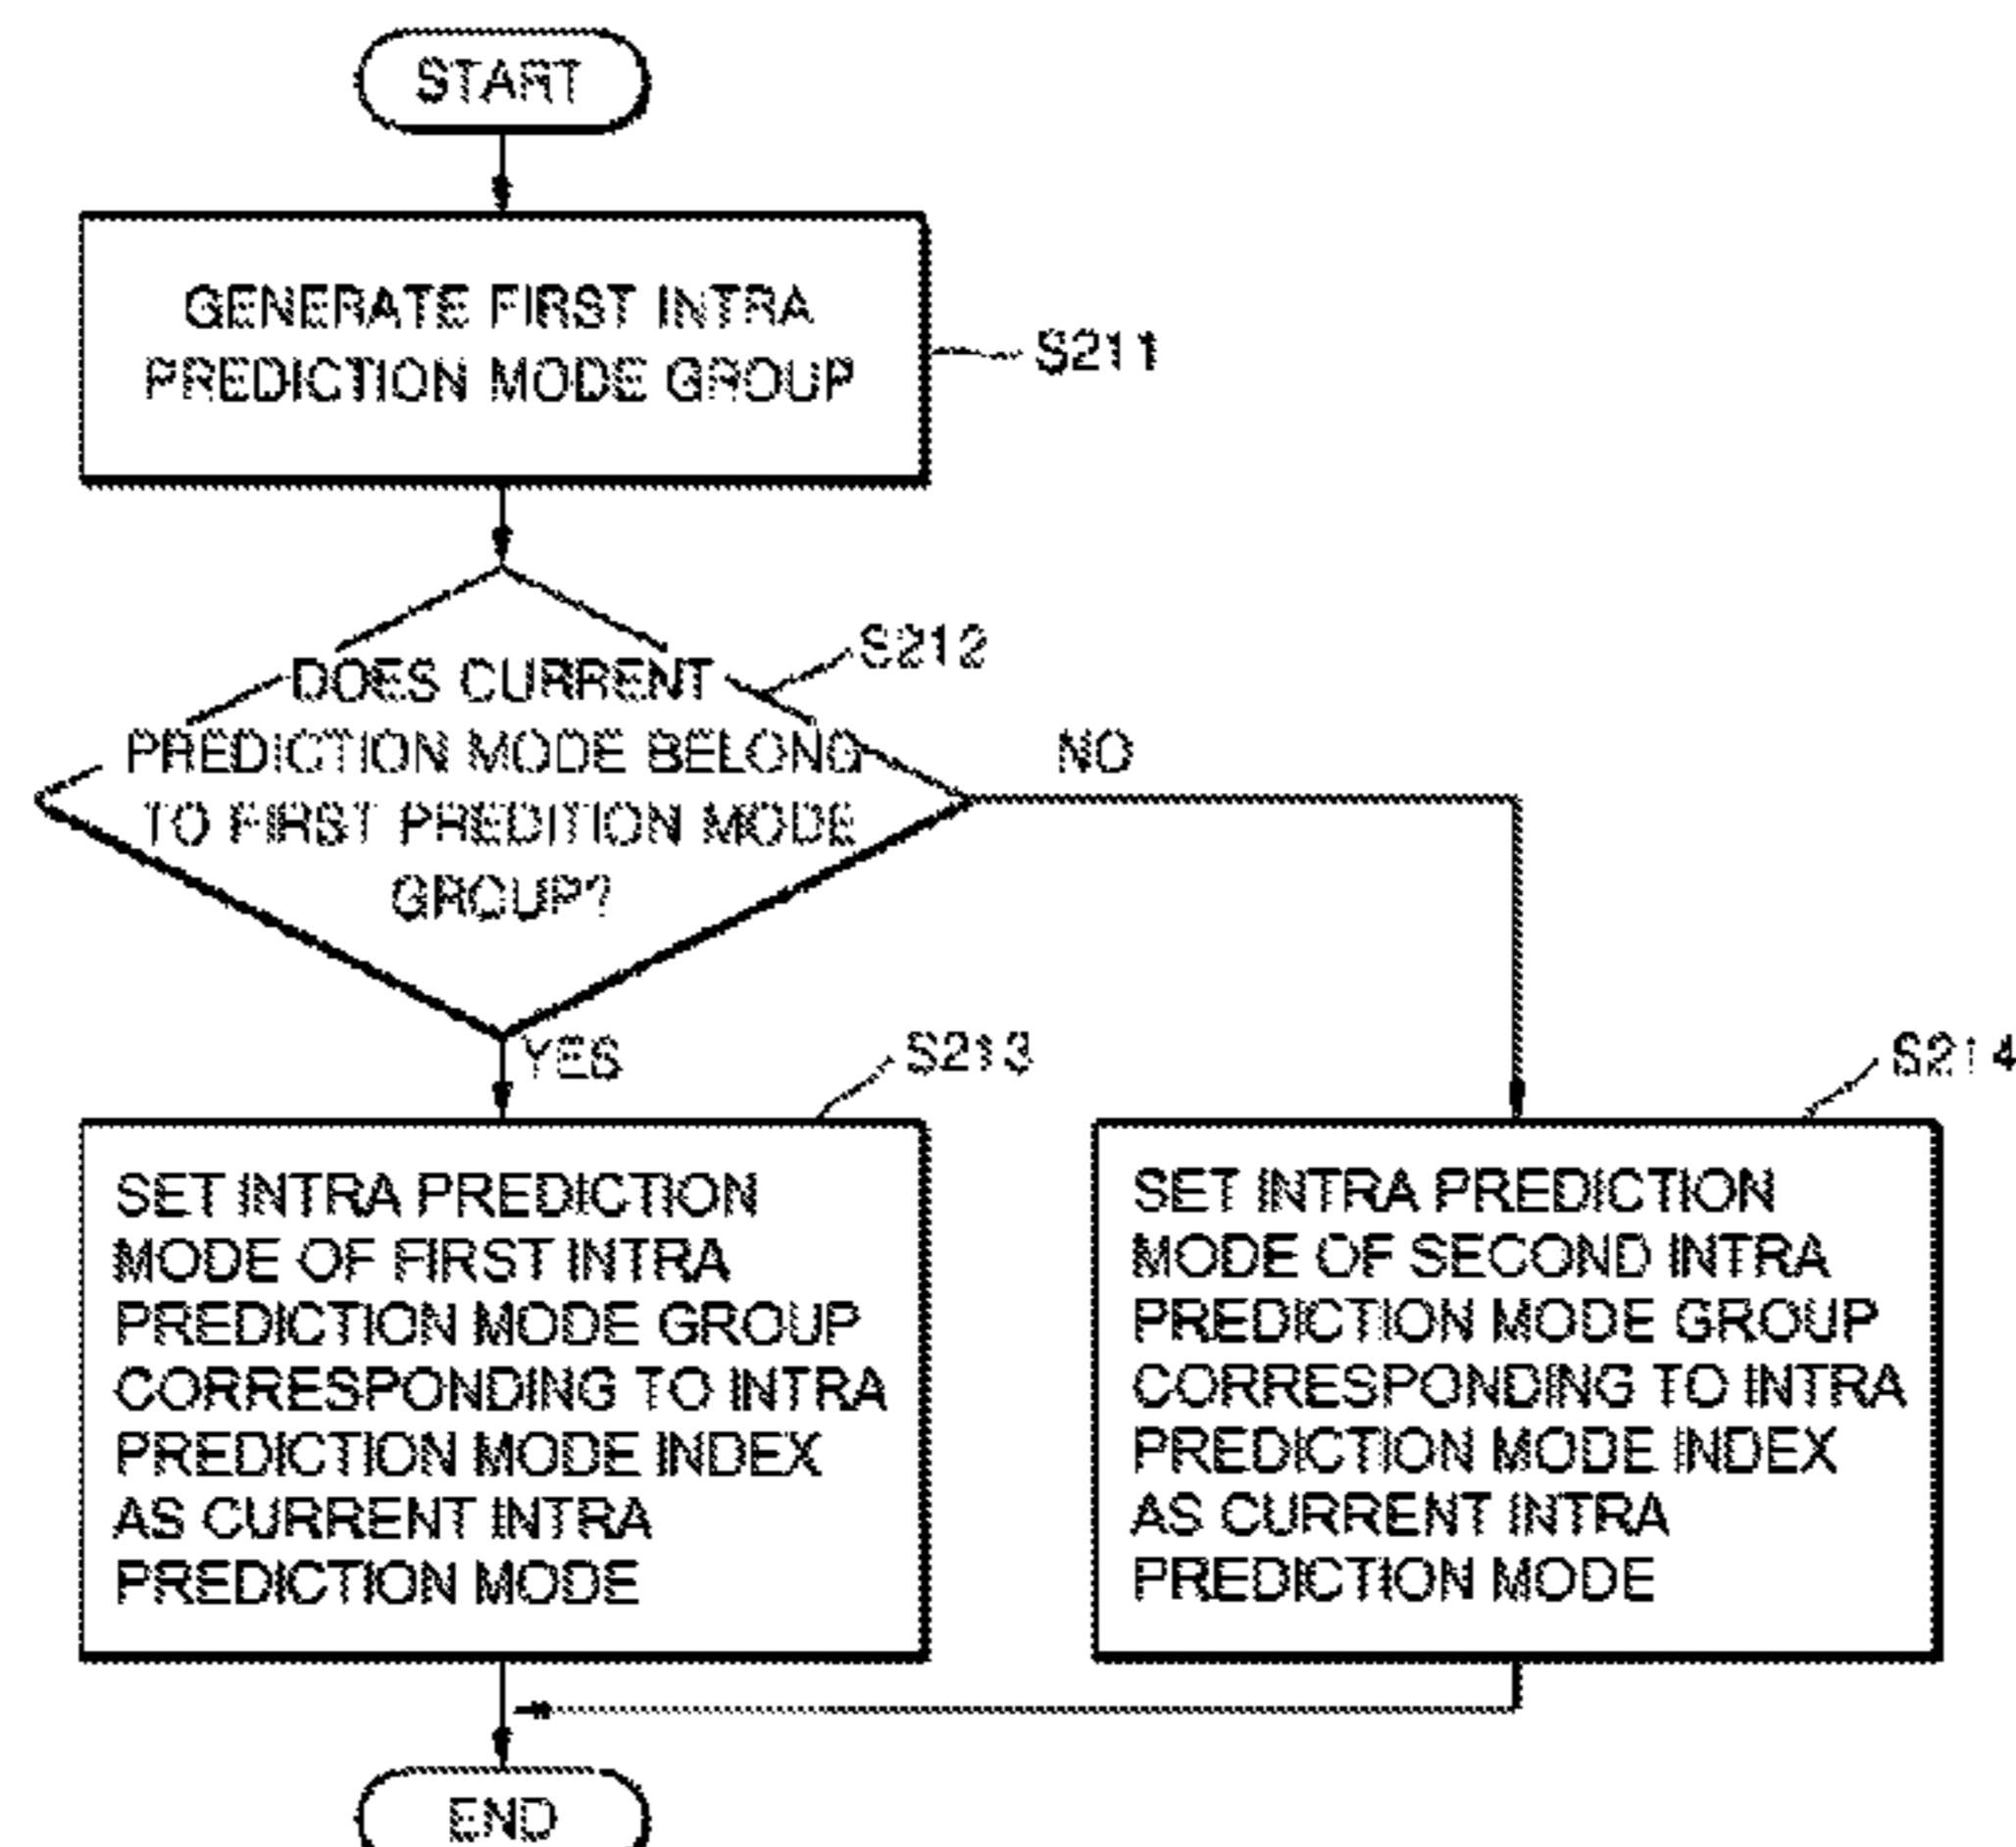 START
GENERATE FIRST INTRA
PREDICTION MODE GROUP
S211
DOES CURRENT
PREDICTION MODE BELONG
TO FIRST PREDITION MODE
GROUP?
S212
NO
YES
S213
SET INTRA PREDICTION
MODE OF FIRST INTRA
PREDICTION MODE GROUP
CORRESPONDING TO INTRA
PREDICTION MODE INDEX
AS CURRENT INTRA
PREDICTION MODE
S214
SET INTRA PREDICTION
MODE OF SECOND INTRA
PREDICTION MODE GROUP
CORRESPONDING TO INTRA
PREDICTION MODE INDEX
AS CURRENT INTRA
PREDICTION MODE
END